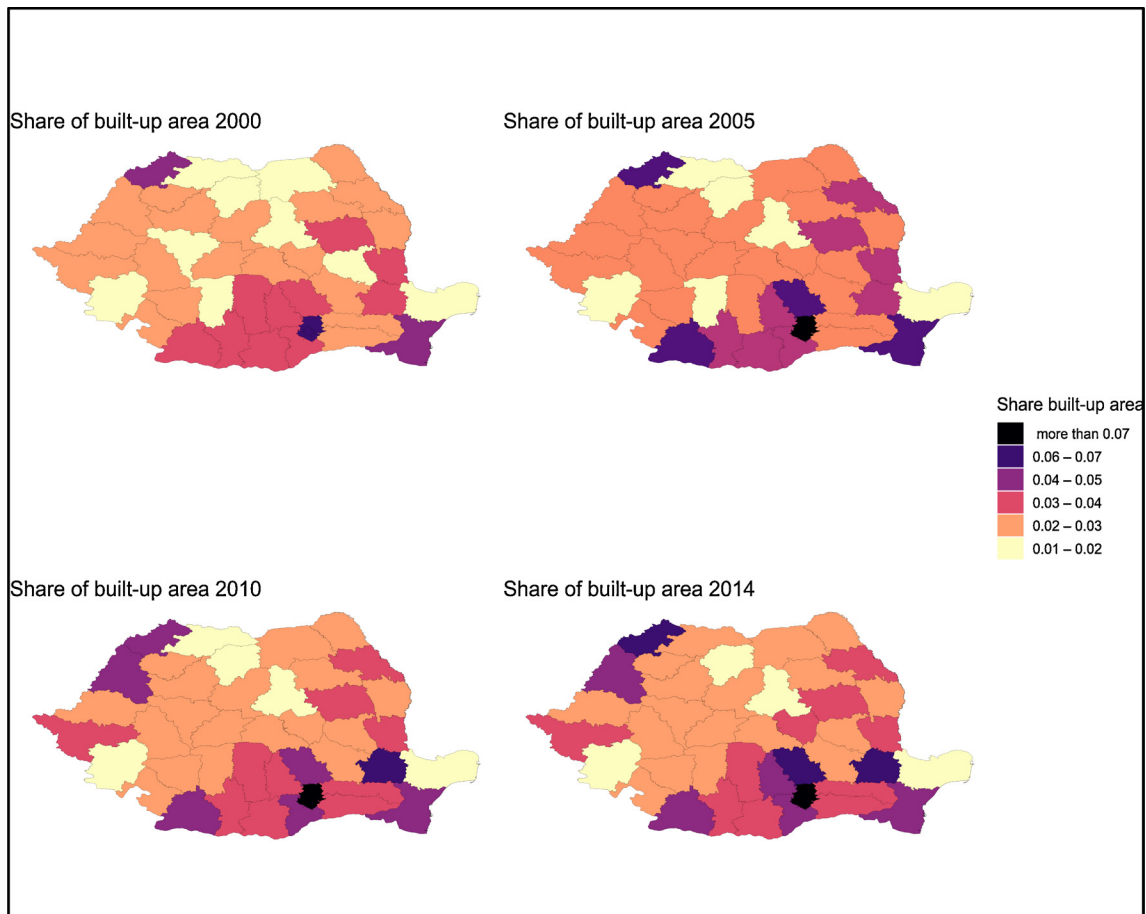 Share of built-up area 2000
Share of built-up area 2005
Share built-up area
more than 0.07
0.06 – 0.07
0.04 – 0.05
0.03 – 0.04
0.02 – 0.03
0.01 – 0.02
Share of built-up area 2010
Share of built-up area 2014